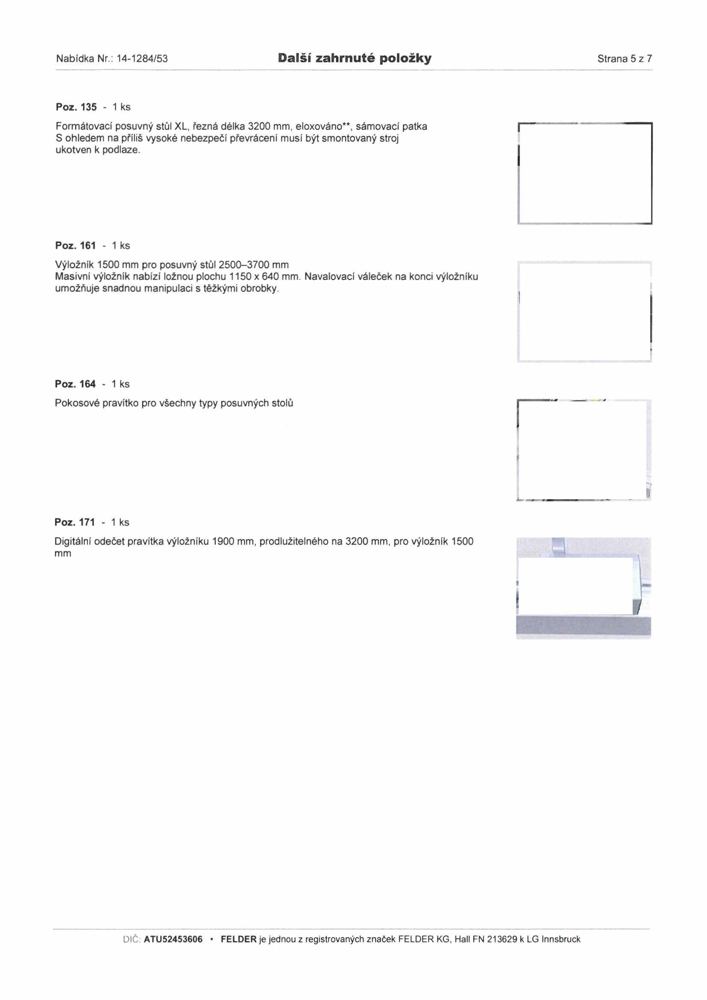 Nabídka Nr.: 14-1284/53
Další zahrnuté položky
Strana 5 z 7
Poz. 135 - 1 ks
Formátovací posuvný stůl XL, řezná délka 3200 mm, eloxováno**, sámovací patka
S ohledem na příliš vysoké nebezpečí převrácení musí být smontovaný stroj
ukotven k podlaze.
Poz. 161 - 1 ks
Výložník 1500 mm pro posuvný stůl 2500–3700 mm
Masivní výložník nabízí ložnou plochu 1150 x 640 mm. Navalovací váleček na konci výložníku
umožňuje snadnou manipulaci s těžkými obrobky.
Poz. 164 - 1 ks
Pokosové pravítko pro všechny typy posuvných stolů
Poz. 171 - 1 ks
Digitální odečet pravítka výložníku 1900 mm, prodlužitelného na 3200 mm, pro výložník 1500
mm
DIČ: ATU52453606 • FELDER je jednou z registrovaných značek FELDER KG, Hall FN 213629 k LG Innsbruck